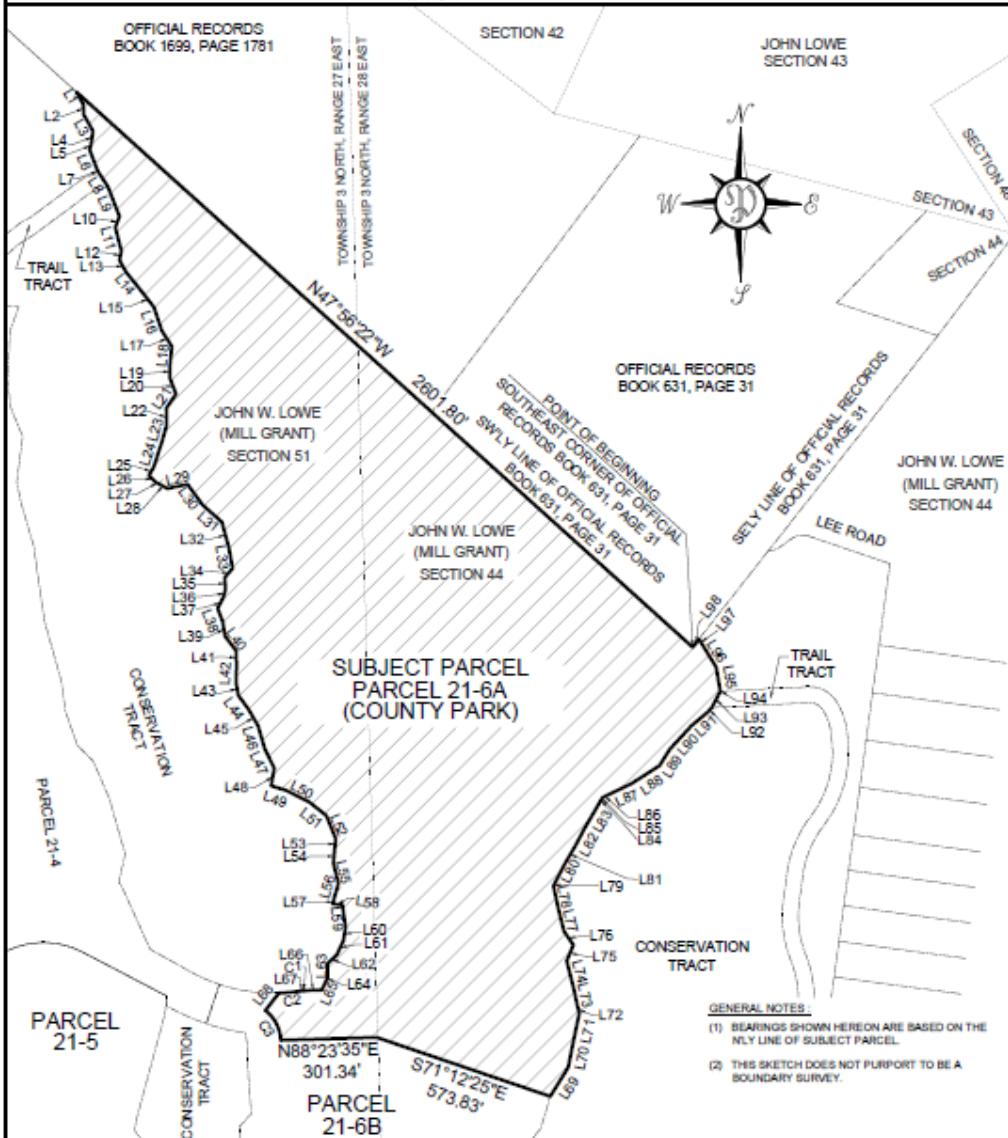 OFFICIAL RECORDS
BOOK 1699, PAGE 1781
SECTION 42
JOHN LOWE
SECTION 43
TOWNSHIP 3 NORTH, RANGE 27 EAST
TOWNSHIP 3 NORTH, RANGE 28 EAST
N
W
E
S
SECTION 43
SECTION 44
L1
L2
L3
L4
L5
L6
L7
L8
L9
L10
L11
L12
L13
TRAIL
TRACT
L14
L15
L16
L17
L18
L19
L20
L21
L22
L23
L24
L25
L26
L27
L28
L29
L30
L31
L32
L33
L34
L35
L36
L37
L38
L39
L40
L41
L42
L43
L44
L45
L46
L47
L48
L49
L50
L51
L52
L53
L54
L55
L56
L57
L58
L59
L60
L61
L62
L63
L64
L65
L66
C1
L67
C2
L68
C3
N47°56'22"W
2601.80'
OFFICIAL RECORDS
BOOK 631, PAGE 31
POINT OF BEGINNING
SOUTHEAST CORNER OF OFFICIAL
RECORDS BOOK 631, PAGE 31
SW'LY LINE OF OFFICIAL RECORDS
BOOK 631, PAGE 31
SE'LY LINE OF OFFICIAL RECORDS
BOOK 631, PAGE 31
JOHN W. LOWE
(MILL GRANT)
SECTION 51
JOHN W. LOWE
(MILL GRANT)
SECTION 44
JOHN W. LOWE
(MILL GRANT)
SECTION 44
LEE ROAD
SUBJECT PARCEL
PARCEL 21-6A
(COUNTY PARK)
L98
L97
L96
L95
L94
L93
L92
L91
L90
L89
L88
L87
L86
L85
L84
L83
L82
L81
L80
L79
L78
L77
L76
L75
L74
L73
L72
L71
L70
L69
TRAIL
TRACT
CONSERVATION
TRACT
PARCEL 21-4
CONSERVATION
TRACT
PARCEL
21-5
CONSERVATION
TRACT
N88°23'35"E
301.34'
S71°12'25"E
573.83'
PARCEL
21-6B
GENERAL NOTES:
(1) BEARINGS SHOWN HEREON ARE BASED ON THE
N'LY LINE OF SUBJECT PARCEL.
(2) THIS SKETCH DOES NOT PURPORT TO BE A
BOUNDARY SURVEY.